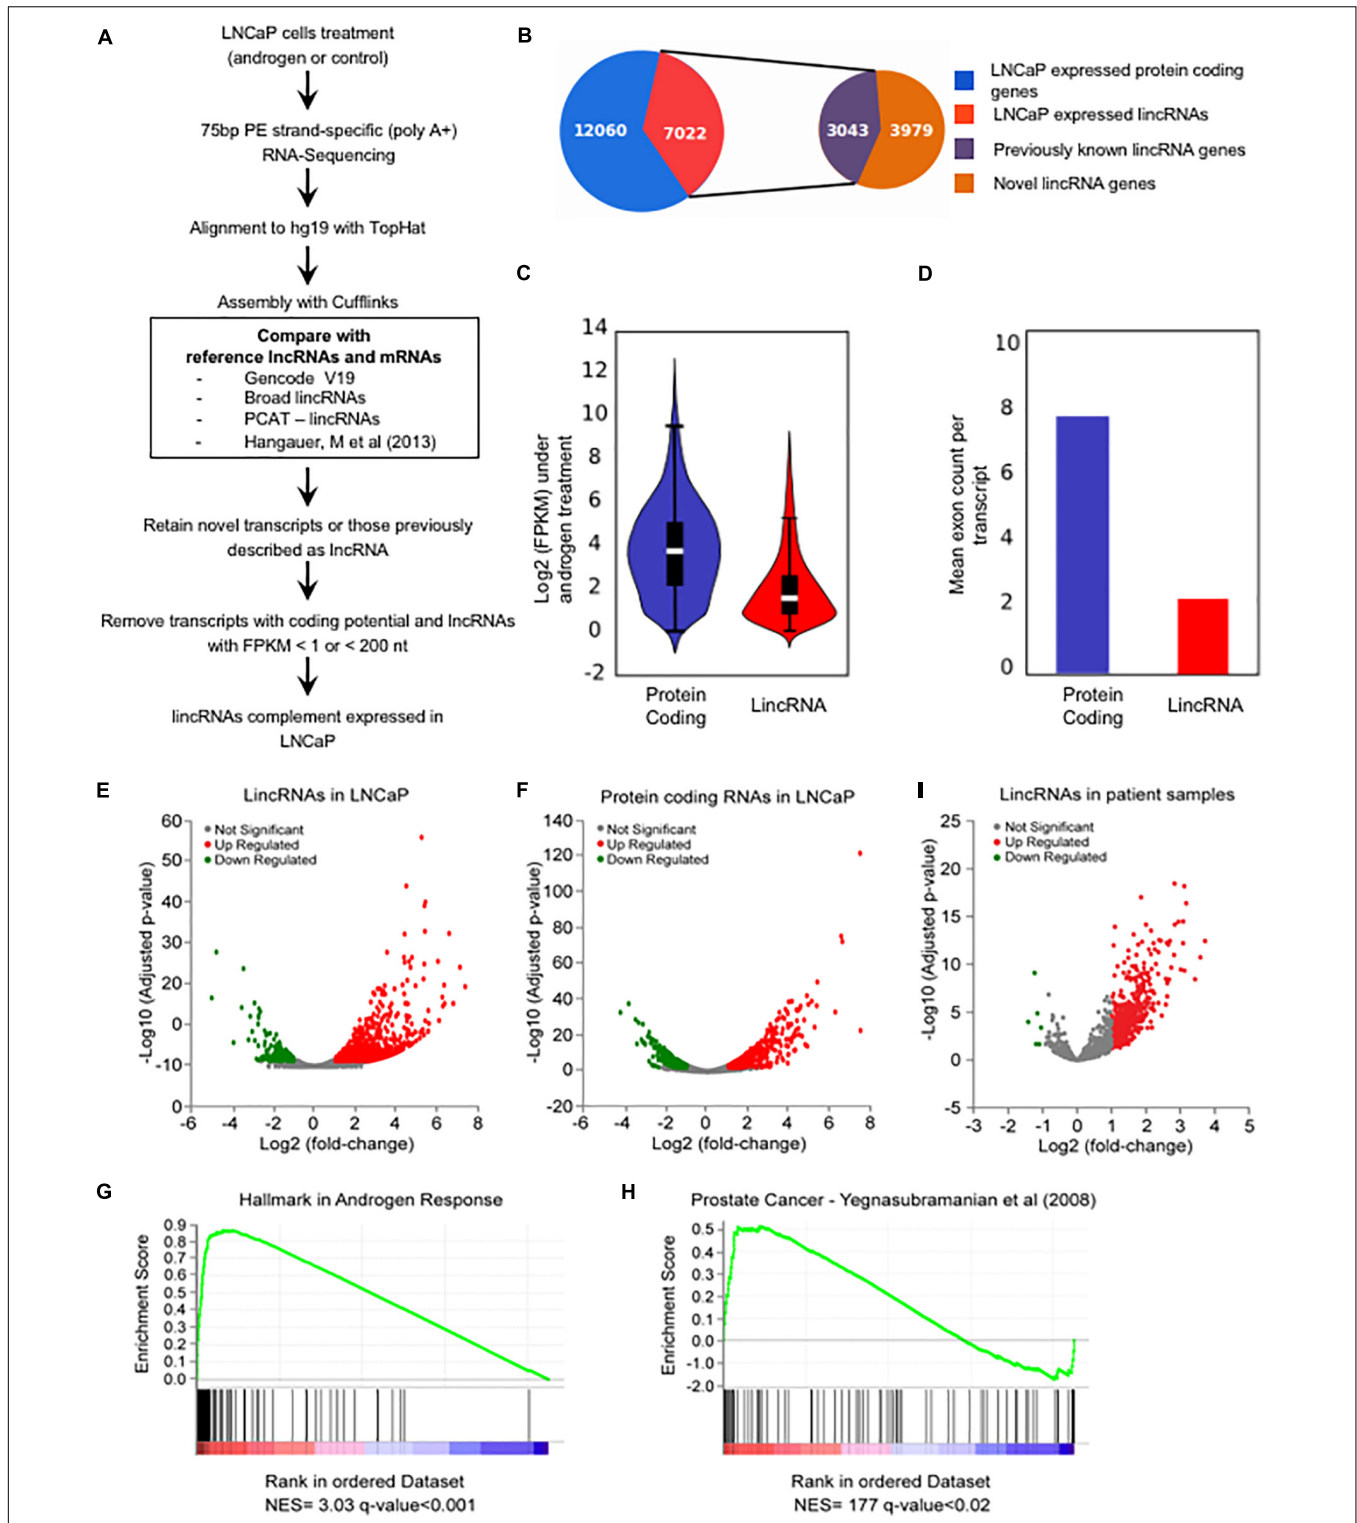 A
LNCaP cells treatment
(androgen or control)
75bp PE strand-specific (poly A+)
RNA-Sequencing
Alignment to hg19 with TopHat
Assembly with Cufflinks
Compare with
reference lncRNAs and mRNAs
- Gencode V19
- Broad lincRNAs
- PCAT – lincRNAs
- Hangauer, M et al (2013)
Retain novel transcripts or those previously
described as lncRNA
Remove transcripts with coding potential and lncRNAs
with FPKM < 1 or < 200 nt
lincRNAs complement expressed in
LNCaP
B
12060
7022
3043
3979
LNCaP expressed protein coding
genes
LNCaP expressed lincRNAs
Previously known lincRNA genes
Novel lincRNA genes
C
Log2 (FPKM) under
androgen treatment
14
12
10
8
6
4
2
0
-2
Protein
Coding
LincRNA
D
Mean exon count per
transcript
10
8
6
4
2
0
Protein
Coding
LincRNA
E
LincRNAs in LNCaP
Not Significant
Up Regulated
Down Regulated
-Log10 (Adjusted p-value)
60
50
40
30
20
0
-10
0
-6 -4 -2 0 2 4 6 8
Log2 (fold-change)
F
Protein coding RNAs in LNCaP
Not Significant
Up Regulated
Down Regulated
-Log10 (Adjusted p-value)
140
120
100
80
60
40
20
0
-20
-6 -4 -2 0 2 4 6 8
Log2 (fold-change)
I
LincRNAs in patient samples
Not Significant
Up Regulated
Down Regulated
-Log10 (Adjusted p-value)
25
20
15
10
5
0
-5
-3 -2 -1 0 1 2 3 4 5
Log2 (fold-change)
G
Hallmark in Androgen Response
Enrichment Score
0.9
0.8
0.7
0.6
0.5
0.4
0.3
0.2
0.1
0.0
Rank in ordered Dataset
NES= 3.03 q-value<0.001
H
Prostate Cancer - Yegnasubramanian et al (2008)
Enrichment Score
0.5
0.4
0.3
0.2
0.1
0.0
-1.0
-2.0
Rank in ordered Dataset
NES= 177 q-value<0.02